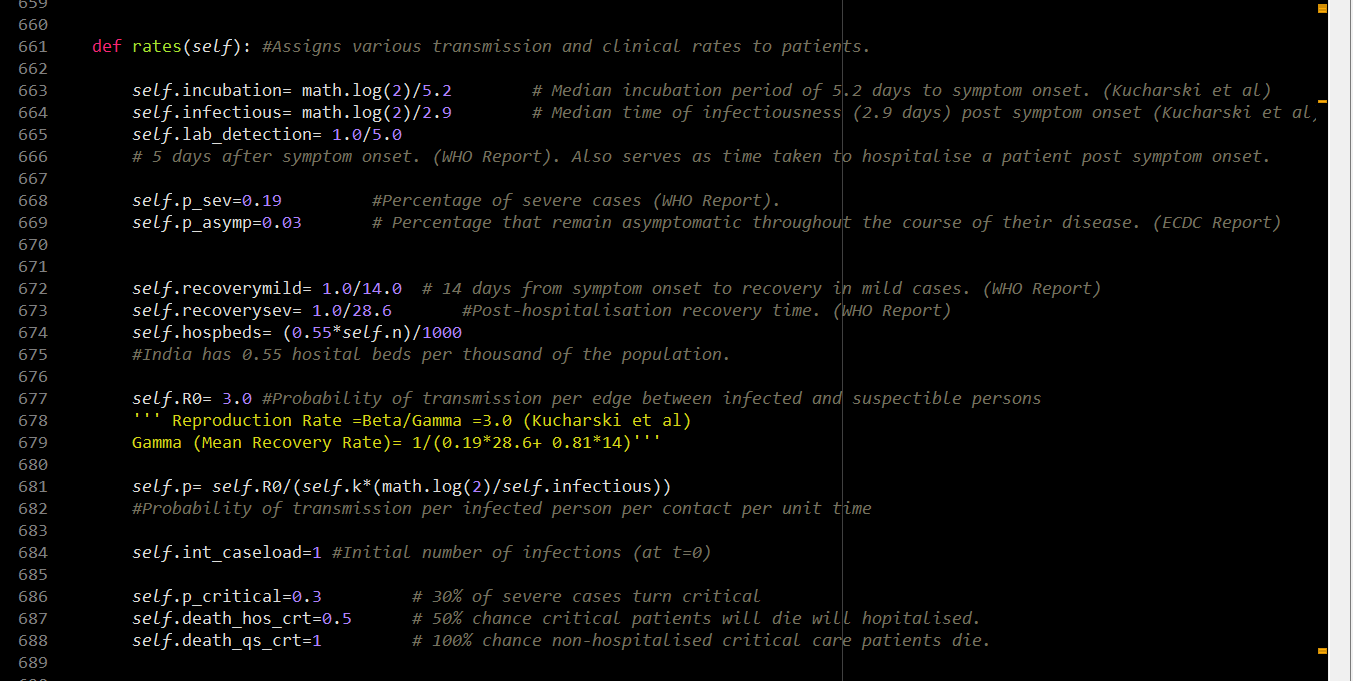 659
660
661 def rates(self): #Assigns various transmission and clinical rates to patients.
662
663 self.incubation= math.log(2)/5.2 # Median incubation period of 5.2 days to symptom onset. (Kucharski et al)
664 self.infectious= math.log(2)/2.9 # Median time of infectiousness (2.9 days) post symptom onset (Kucharski et al,
665 self.lab_detection= 1.0/5.0
666 # 5 days after symptom onset. (WHO Report). Also serves as time taken to hospitalise a patient post symptom onset.
667
668 self.p_sev=0.19 #Percentage of severe cases (WHO Report).
669 self.p_asymp=0.03 # Percentage that remain asymptomatic throughout the course of their disease. (ECDC Report)
670
671
672 self.recoverymild= 1.0/14.0 # 14 days from symptom onset to recovery in mild cases. (WHO Report)
673 self.recoverysev= 1.0/28.6 #Post-hospitalisation recovery time. (WHO Report)
674 self.hospbeds= (0.55*self.n)/1000
675 #India has 0.55 hosital beds per thousand of the population.
676
677 self.R0= 3.0 #Probability of transmission per edge between infected and suspectible persons
678 ''' Reproduction Rate =Beta/Gamma =3.0 (Kucharski et al)
679 Gamma (Mean Recovery Rate)= 1/(0.19*28.6+ 0.81*14)'''
680
681 self.p= self.R0/(self.k*(math.log(2)/self.infectious))
682 #Probability of transmission per infected person per contact per unit time
683
684 self.int_caseload=1 #Initial number of infections (at t=0)
685
686 self.p_critical=0.3 # 30% of severe cases turn critical
687 self.death_hos_crt=0.5 # 50% chance critical patients will die will hopitalised.
688 self.death_qs_crt=1 # 100% chance non-hospitalised critical care patients die.
689